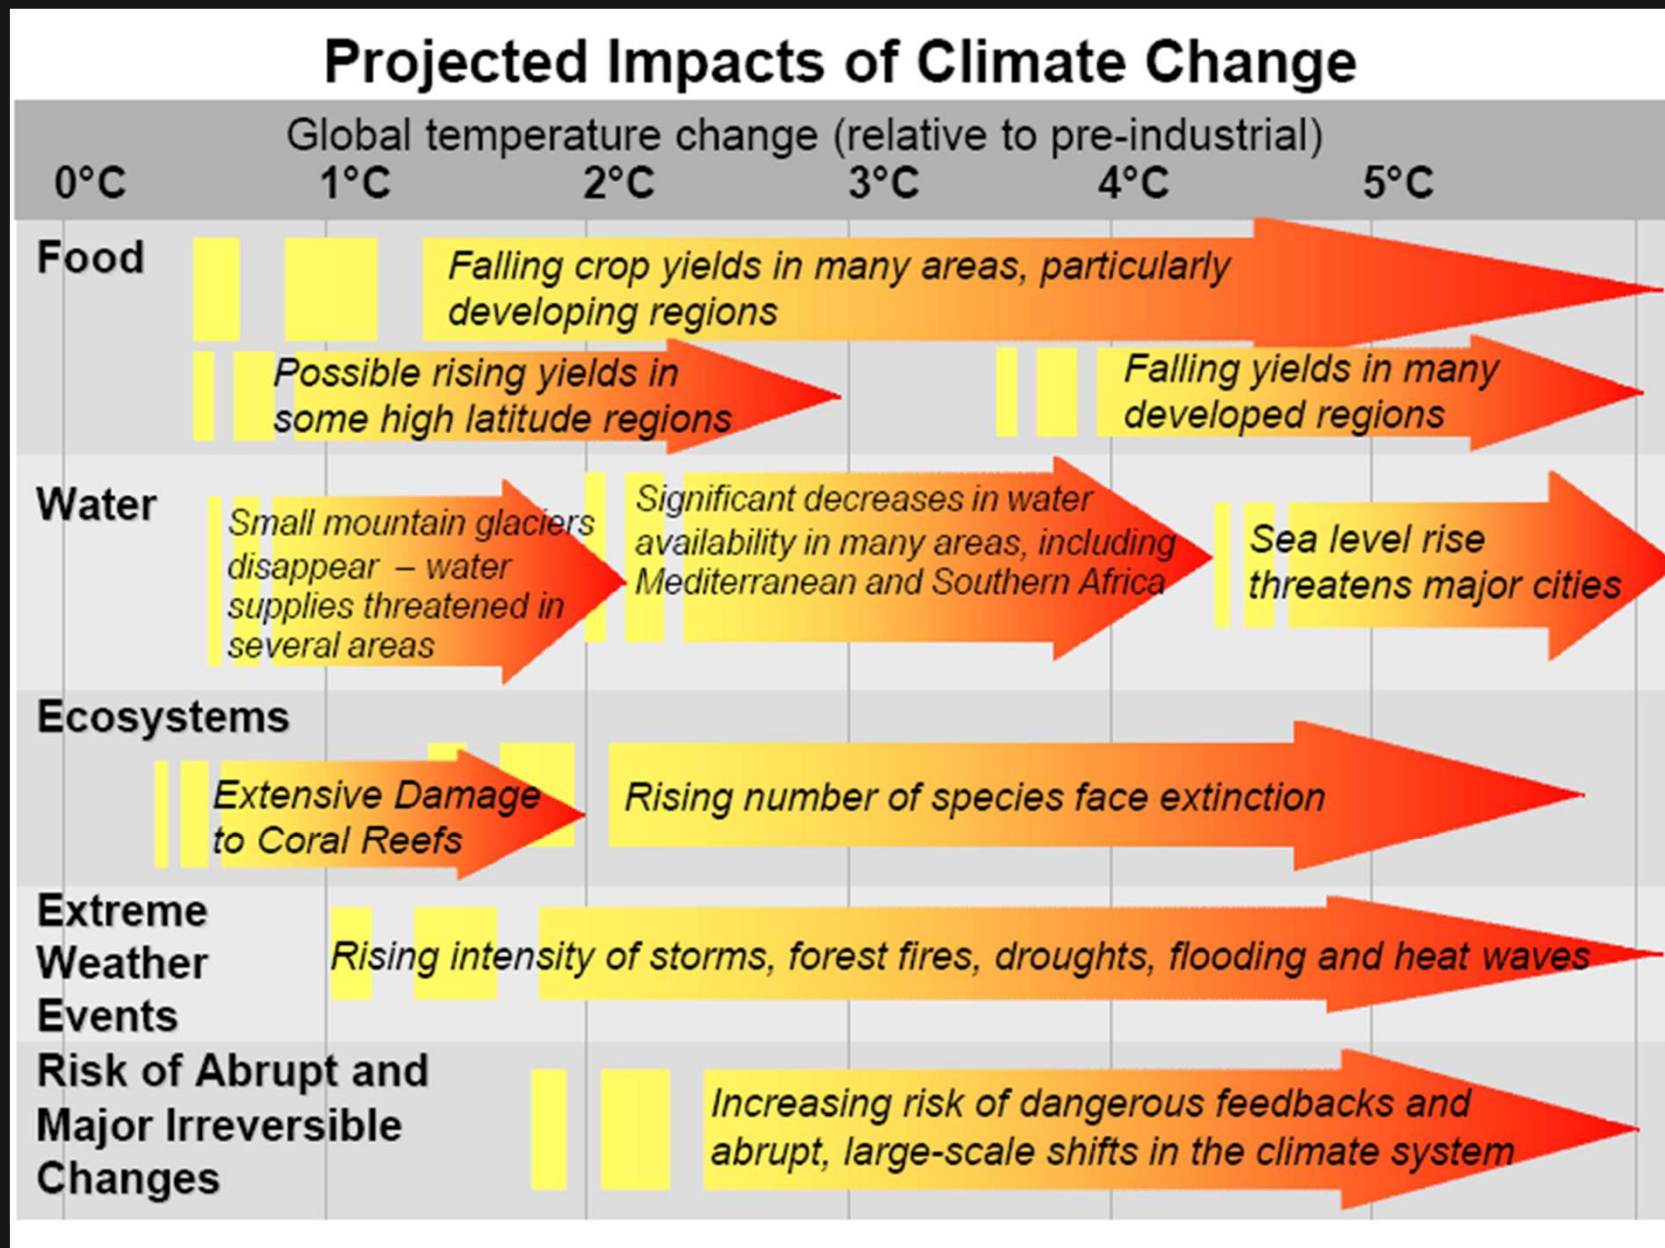 Projected Impacts of Climate Change
Global temperature change (relative to pre-industrial)
0°C 1°C 2°C 3°C 4°C 5°C
Food
Falling crop yields in many areas, particularly
developing regions
Possible rising yields in
some high latitude regions
Falling yields in many
developed regions
Water
Small mountain glaciers
disappear – water
supplies threatened in
several areas
Significant decreases in water
availability in many areas, including
Mediterranean and Southern Africa
Sea level rise
threatens major cities
Ecosystems
Extensive Damage
to Coral Reefs
Rising number of species face extinction
Extreme
Weather
Events
Rising intensity of storms, forest fires, droughts, flooding and heat waves
Risk of Abrupt and
Major Irreversible
Changes
Increasing risk of dangerous feedbacks and
abrupt, large-scale shifts in the climate system